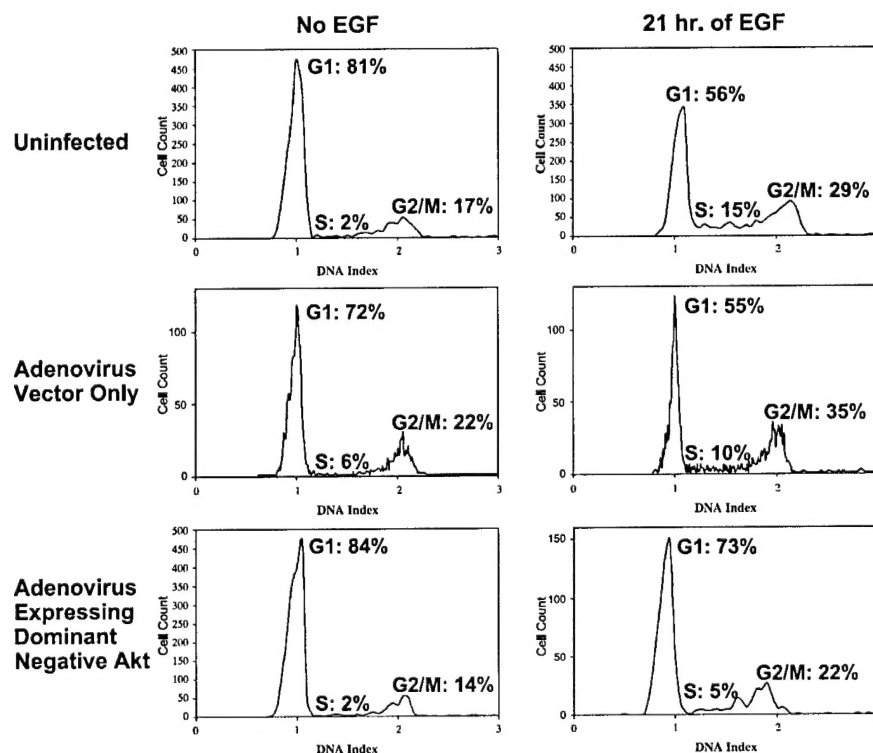 No EGF
21 hr. of EGF
Uninfected
500
450
400
350
300
250
200
150
100
50
0
Cell Count
G1: 81%
S: 2%
G2/M: 17%
0
1
2
3
DNA Index
500
450
400
350
300
250
200
150
100
50
0
Cell Count
G1: 56%
S: 15%
G2/M: 29%
0
1
2
DNA Index
Adenovirus
Vector Only
100
50
0
Cell Count
G1: 72%
S: 6%
G2/M: 22%
0
1
2
3
DNA Index
100
50
0
Cell Count
G1: 55%
S: 10%
G2/M: 35%
0
1
2
DNA Index
Adenovirus
Expressing
Dominant
Negative Akt
500
450
400
350
300
250
200
150
100
50
0
Cell Count
G1: 84%
S: 2%
G2/M: 14%
0
1
2
3
DNA Index
150
100
50
0
Cell Count
G1: 73%
S: 5%
G2/M: 22%
0
1
2
DNA Index